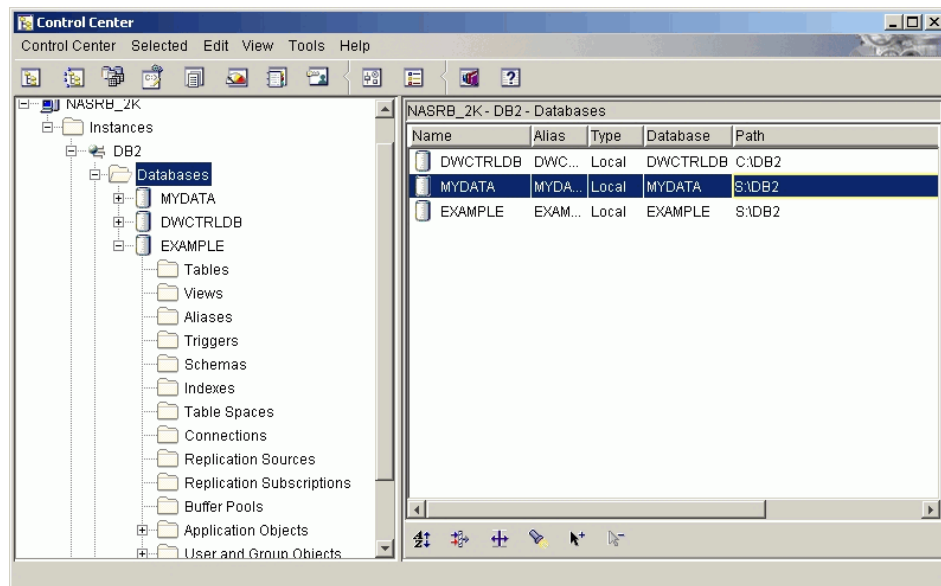 Control Center
Control Center Selected Edit View Tools Help
NASRB_2K
Instances
DB2
Databases
MYDATA
DWCTRLDB
EXAMPLE
Tables
Views
Aliases
Triggers
Schemas
Indexes
Table Spaces
Connections
Replication Sources
Replication Subscriptions
Buffer Pools
Application Objects
User and Group Objects
NASRB_2K - DB2 - Databases
Name Alias Type Database Path
DWCTRLDB DWC... Local DWCTRLDB C:\DB2
MYDATA MYDA... Local MYDATA S:\DB2
EXAMPLE EXAM... Local EXAMPLE S:\DB2